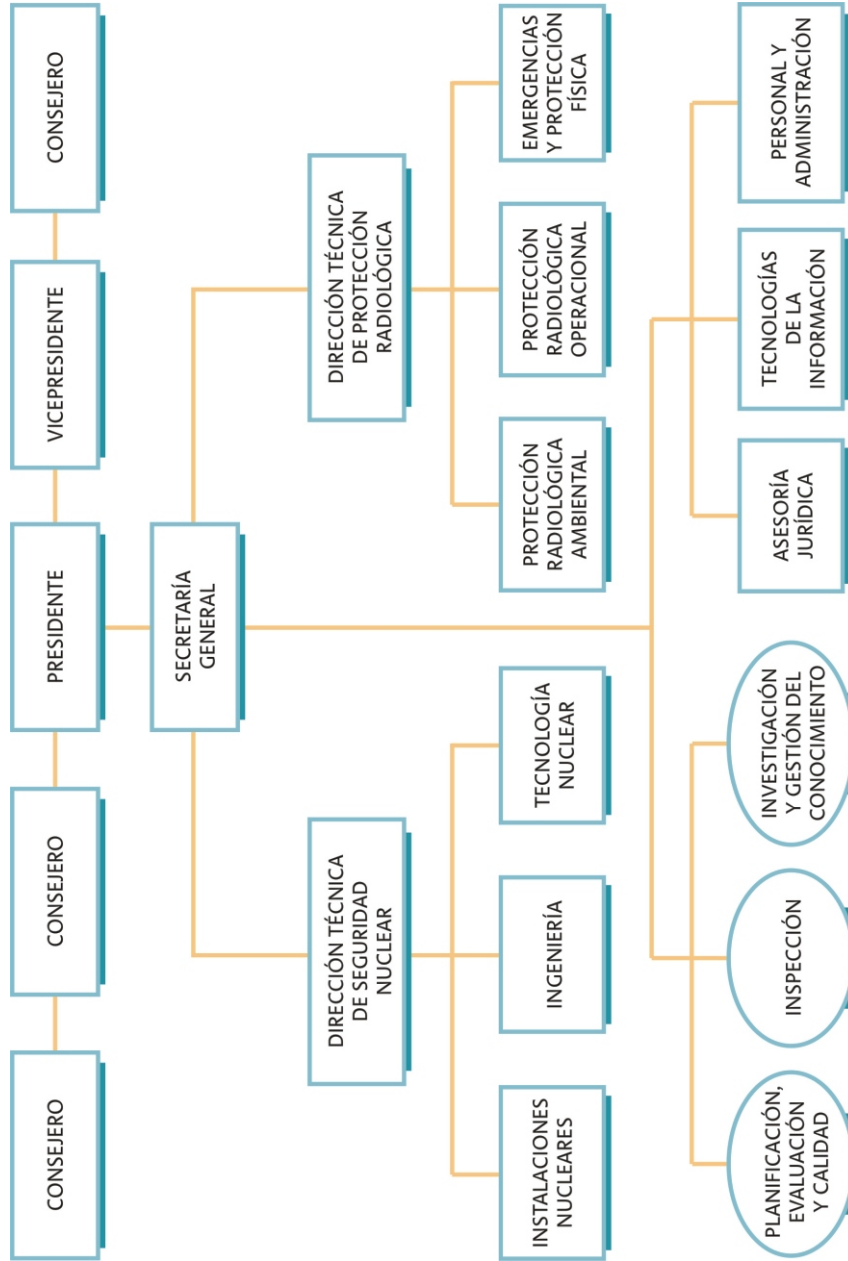 CONSEJERO
CONSEJERO
PRESIDENTE
VICEPRESIDENTE
CONSEJERO
SECRETARÍA
GENERAL
DIRECCIÓN TÉCNICA
DE SEGURIDAD
NUCLEAR
DIRECCIÓN TÉCNICA
DE PROTECCIÓN
RADIOLÓGICA
INSTALACIONES
NUCLEARES
INGENIERÍA
TECNOLOGÍA
NUCLEAR
PROTECCIÓN
RADIOLÓGICA
AMBIENTAL
PROTECCIÓN
RADIOLÓGICA
OPERACIONAL
EMERGENCIAS
Y PROTECCIÓN
FÍSICA
PLANIFICACIÓN,
EVALUACIÓN
Y CALIDAD
INSPECCIÓN
INVESTIGACIÓN
Y GESTIÓN DEL
CONOCIMIENTO
ASESORÍA
JURÍDICA
TECNOLOGÍAS
DE LA
INFORMACIÓN
PERSONAL Y
ADMINISTRACIÓN